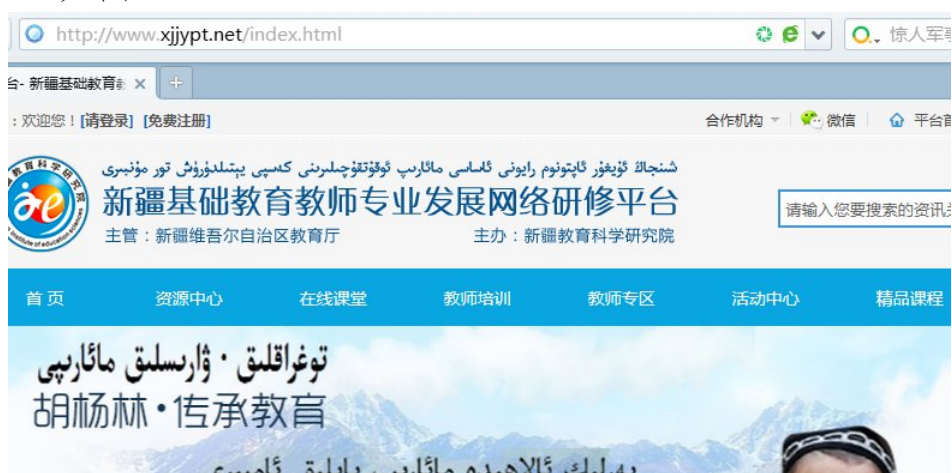 http://www.xjjypt.net/index.html
惊人军事
台- 新疆基础教育
：欢迎您！[请登录] [免费注册]
合作机构 微信 平台首
شىنجاڭ ئۇيغۇر ئاپتونوم رايونى ئاساسى مائارىپ ئوقۇتقۇچىلىرىنى كەسپى يېتىلدۈرۈش تور مۇنبىرى
新疆基础教育教师专业发展网络研修平台
主管：新疆维吾尔自治区教育厅 主办：新疆教育科学研究院
请输入您要搜索的资讯关
首 页 资源中心 在线课堂 教师培训 教师专区 活动中心 精品课程
توغراقلىق · ۋارىسلىق مائارىپى
胡杨林·传承教育